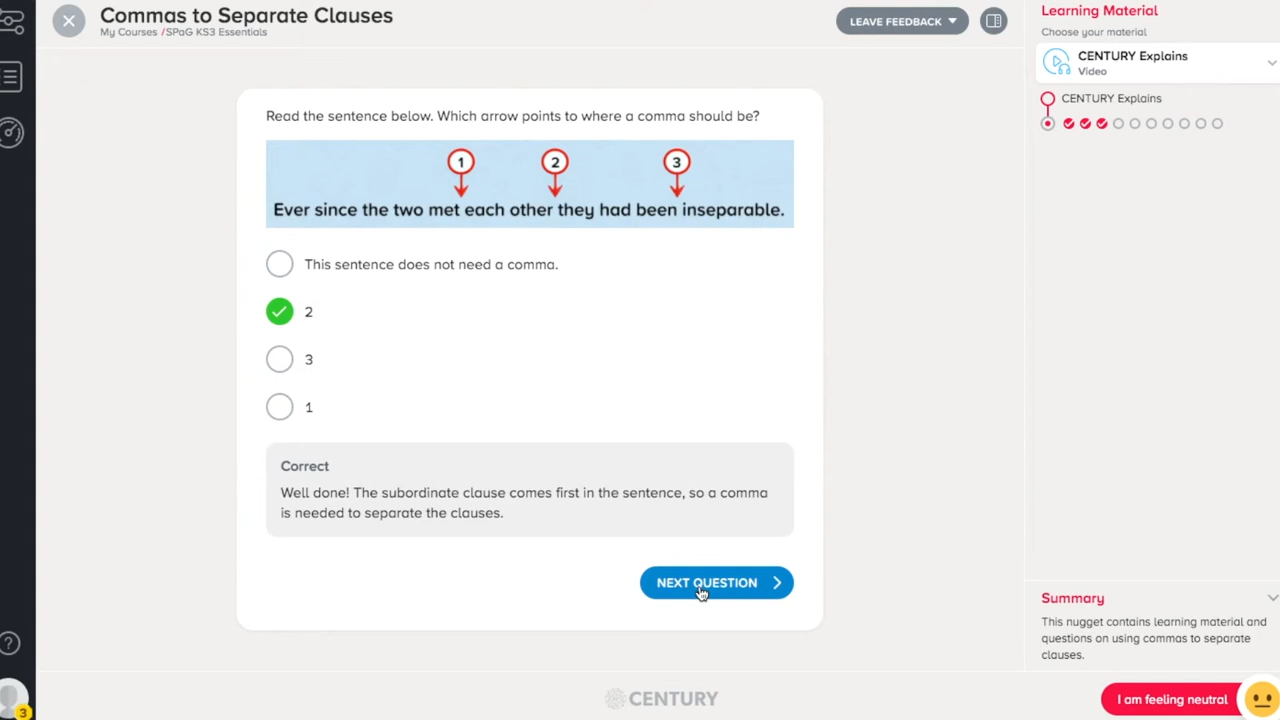 Commas to Separate Clauses
My Courses /SPaG KS3 Essentials
LEAVE FEEDBACK
Read the sentence below. Which arrow points to where a comma should be?
1 2 3
Ever since the two met each other they had been inseparable.
This sentence does not need a comma.
2
3
1
Correct
Well done! The subordinate clause comes first in the sentence, so a comma
is needed to separate the clauses.
NEXT QUESTION
CENTURY
Learning Material
Choose your material
CENTURY Explains
Video
CENTURY Explains
Summary
This nugget contains learning material and
questions on using commas to separate
clauses.
I am feeling neutral
?
3